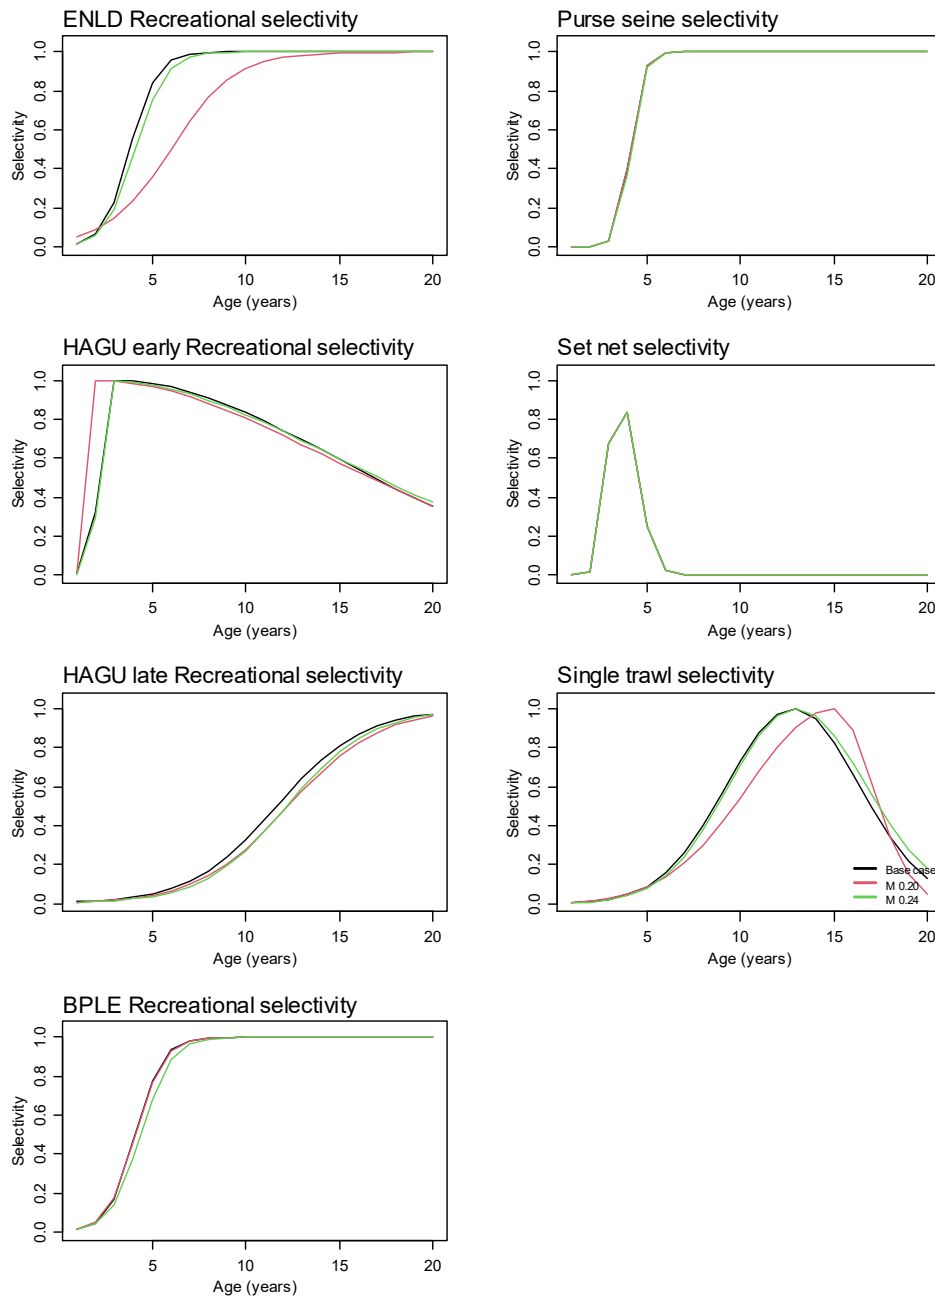 ENLD Recreational selectivity
1.0
0.8
0.6
0.4
0.2
0.0
Selectivity
5 10 15 20
Age (years)
Purse seine selectivity
1.0
0.8
0.6
0.4
0.2
0.0
Selectivity
5 10 15 20
Age (years)
HAGU early Recreational selectivity
1.0
0.8
0.6
0.4
0.2
0.0
Selectivity
5 10 15 20
Age (years)
Set net selectivity
1.0
0.8
0.6
0.4
0.2
0.0
Selectivity
5 10 15 20
Age (years)
HAGU late Recreational selectivity
1.0
0.8
0.6
0.4
0.2
0.0
Selectivity
5 10 15 20
Age (years)
Single trawl selectivity
1.0
0.8
0.6
0.4
0.2
0.0
Selectivity
Base case
M 0.20
M 0.24
5 10 15 20
Age (years)
BPLE Recreational selectivity
1.0
0.8
0.6
0.4
0.2
0.0
Selectivity
5 10 15 20
Age (years)